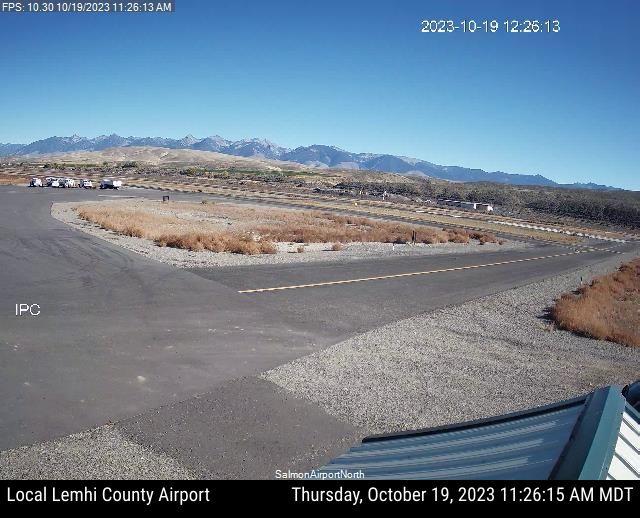 FPS: 10.30 10/19/2023 11:26:13 AM
2023-10-19 12:26:13
IPC
SalmonAirportNorth
Local Lemhi County Airport
Thursday, October 19, 2023 11:26:15 AM MDT